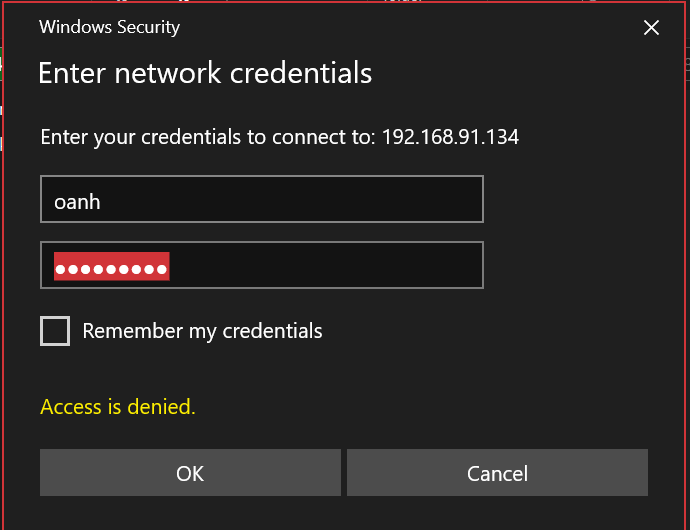 Windows Security
Enter network credentials
Enter your credentials to connect to: 192.168.91.134
oanh
●●●●●●●●●
Remember my credentials
Access is denied.
OK
Cancel